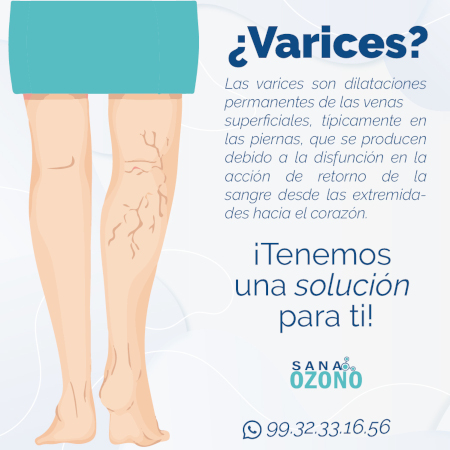 ¿Varices?
Las varices son dilataciones
permanentes de las venas
superficiales, típicamente en
las piernas, que se producen
debido a la disfunción en la
acción de retorno de la
sangre desde las extremida-
des hacia el corazón.
¡Tenemos
una solución
para ti!
SANA
OZONO
99.32.33.16.56